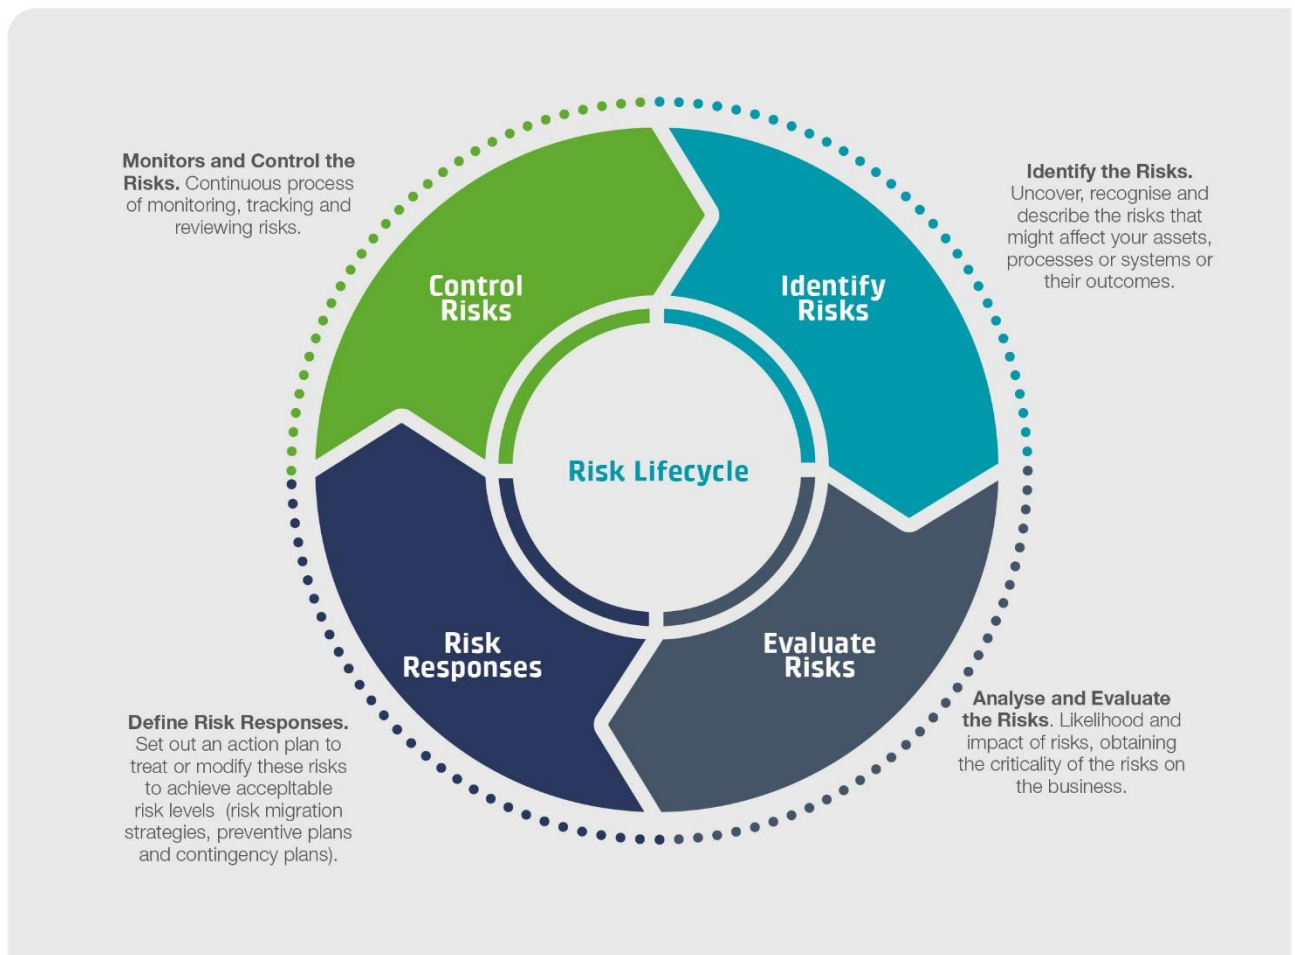 Monitors and Control the
Risks. Continuous process
of monitoring, tracking and
reviewing risks.
Identify the Risks.
Uncover, recognise and
describe the risks that
might affect your assets,
processes or systems or
their outcomes.
Control
Risks
Identify
Risks
Risk Lifecycle
Risk
Responses
Evaluate
Risks
Define Risk Responses.
Set out an action plan to
treat or modify these risks
to achieve accepltable
risk levels (risk migration
strategies, preventive plans
and contingency plans).
Analyse and Evaluate
the Risks. Likelihood and
impact of risks, obtaining
the criticality of the risks on
the business.